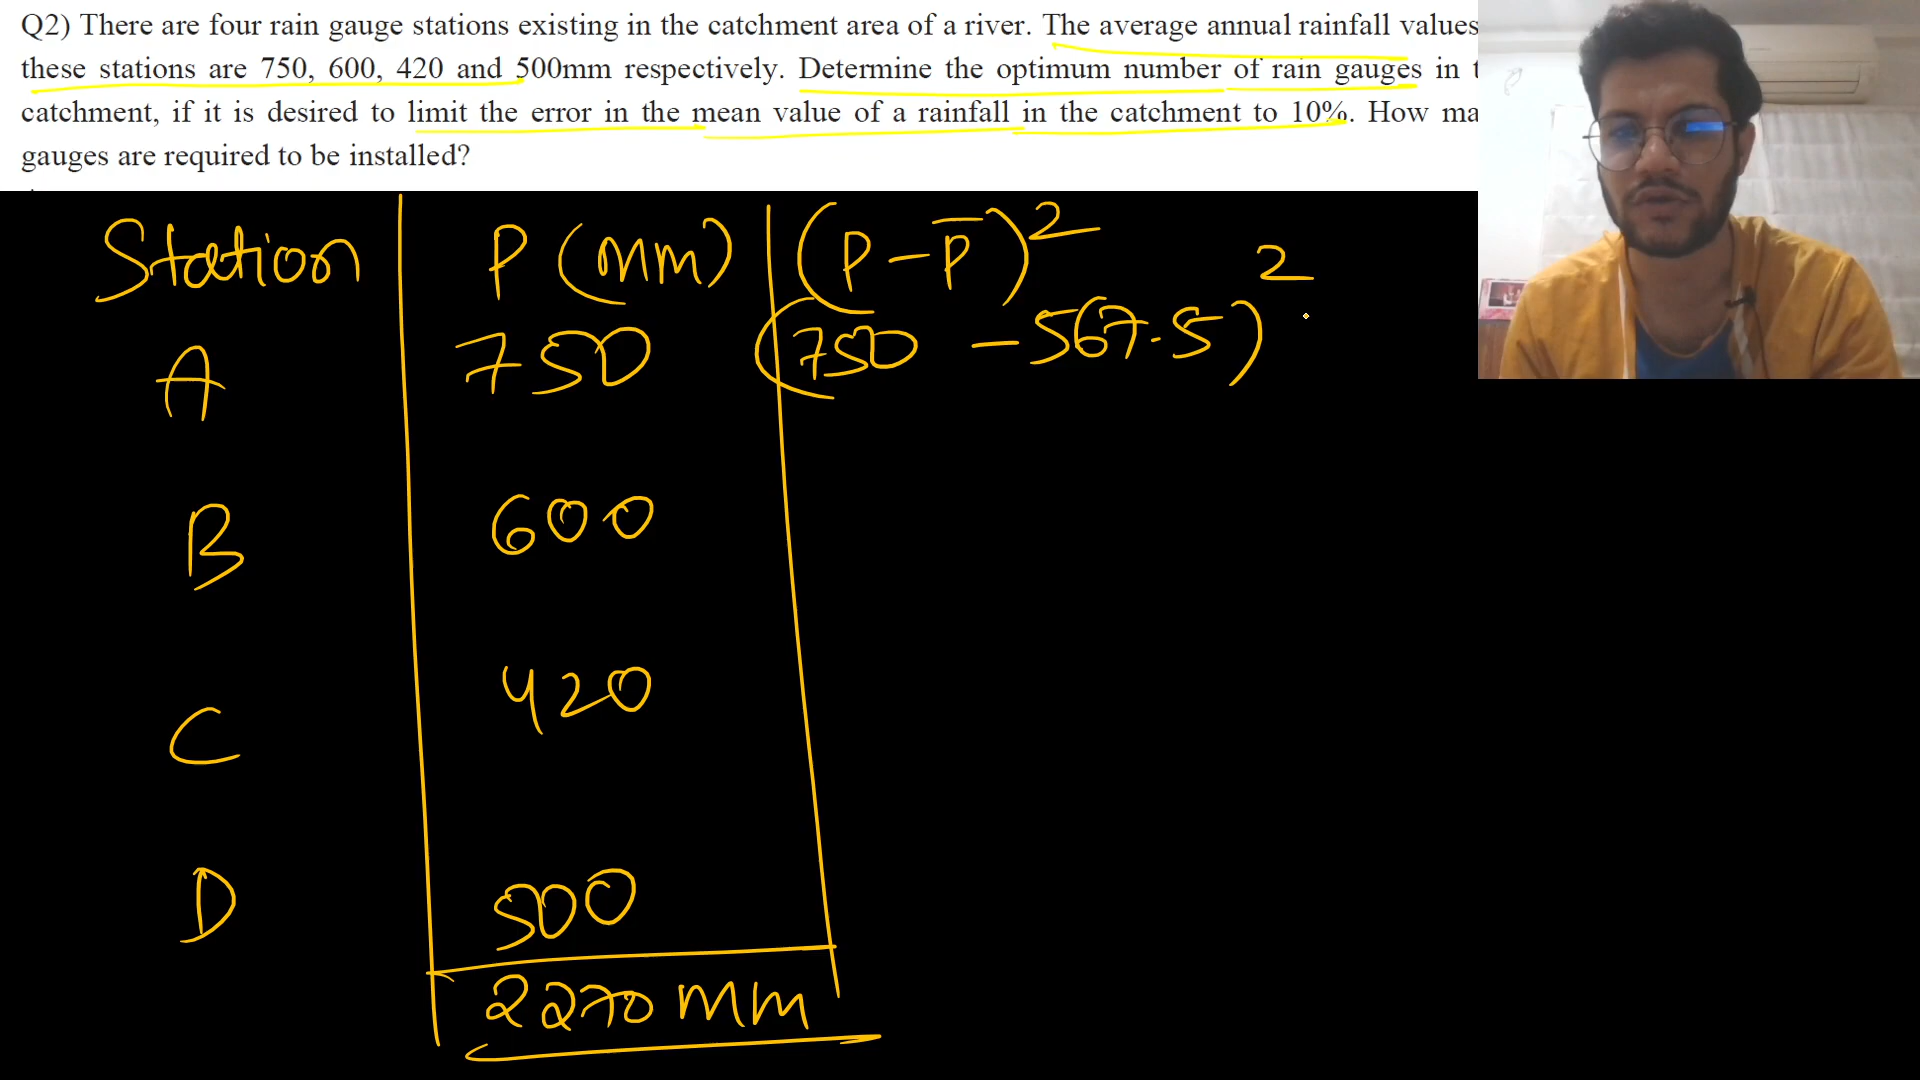 Q2) There are four rain gauge stations existing in the catchment area of a river. The average annual rainfall values
these stations are 750, 600, 420 and 500mm respectively. Determine the optimum number of rain gauges in t
catchment, if it is desired to limit the error in the mean value of a rainfall in the catchment to 10%. How ma
gauges are required to be installed?
Station P (mm) (P - P̅)²
A 750 (750 - 567.5)²
B 600
C 420
D 500
2270 mm